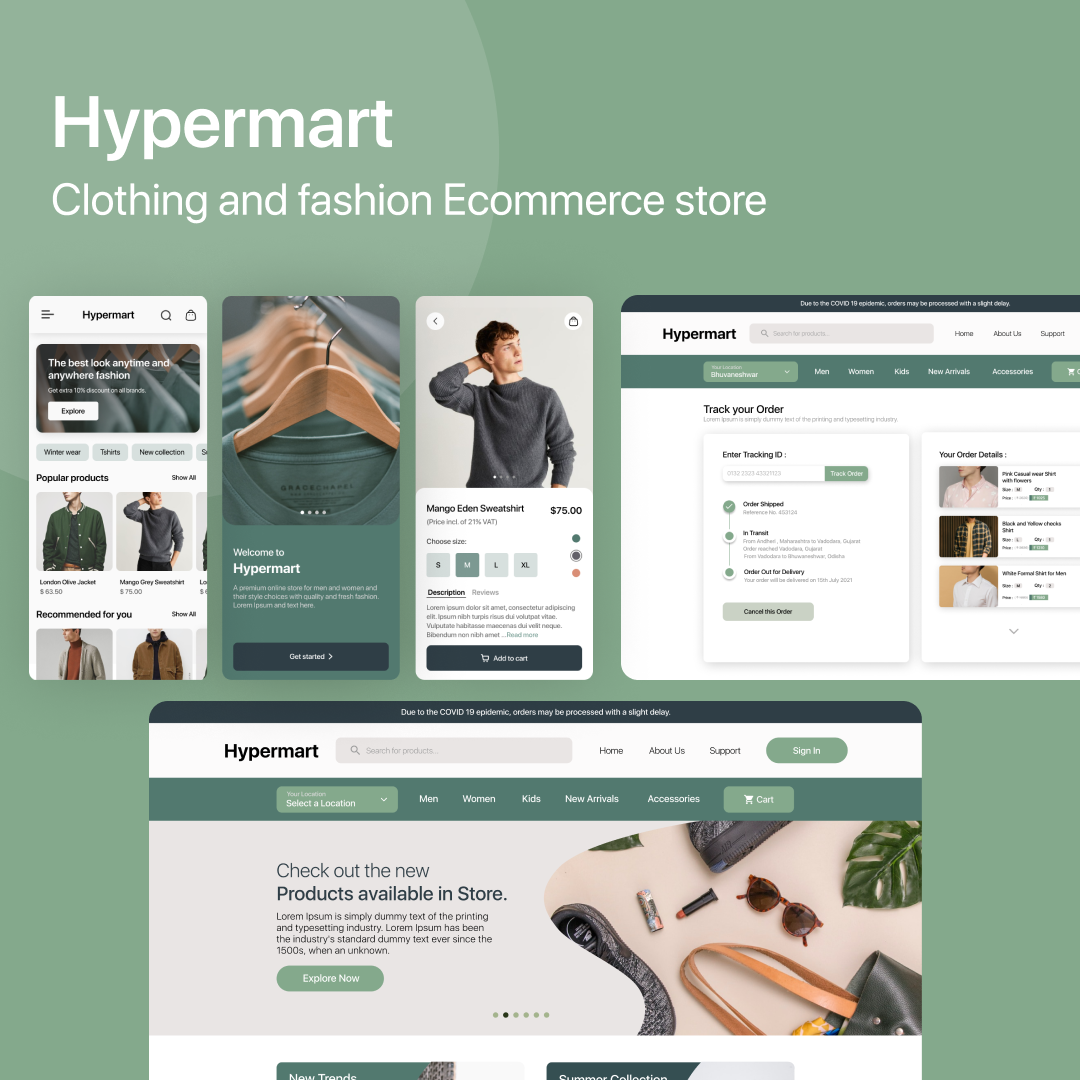 Hypermart
Clothing and fashion Ecommerce store
Hypermart
The best look anytime and
anywhere fashion
Get extra 10% discount on all brands.
Explore
Winter wear
Tshirts
New collection
Popular products
Show All
London Olive Jacket
$ 63.50
Mango Grey Sweatshirt
$ 75.00
Recommended for you
Show All
Welcome to
Hypermart
A premium online store for men and women and
their style choices with quality and fresh fashion.
Lorem Ipsum and text here.
Get started
Mango Eden Sweatshirt
$75.00
(Price incl. of 21% VAT)
Choose size:
S
M
L
XL
Description
Reviews
Lorem ipsum dolor sit amet, consectetur adipiscing
elit. Ipsum nibh turpis risus dui volutpat vitae.
Vulputate habitasse maecenas dui velit neque.
Bibendum non nibh amet ...Read more
Add to cart
Due to the COVID 19 epidemic, orders may be processed with a slight delay.
Hypermart
Search for products...
Home
About Us
Support
Your Location
Bhuvaneshwar
Men
Women
Kids
New Arrivals
Accessories
Track your Order
Lorem Ipsum is simply dummy text of the printing and typesetting industry.
Enter Tracking ID :
0132 2323 43321123
Track Order
Order Shipped
Reference No. 853124
In Transit
From Andheri , Maharashtra to Vadodara, Gujarat
Order reached Vadodara, Gujarat
From Vadodara to Bhuvaneshwar, Odisha
Order Out for Delivery
Your order will be delivered on 15th July 2021
Cancel this Order
Your Order Details :
Pink Casual wear Shirt
with flowers
Size : M
Qty : 1
Price :
Black and Yellow checks
Shirt
Size : L
Qty : 1
Price :
White Formal Shirt for Men
Size : M
Qty : 2
Price :
Due to the COVID 19 epidemic, orders may be processed with a slight delay.
Hypermart
Search for products...
Home
About Us
Support
Sign In
Your Location
Select a Location
Men
Women
Kids
New Arrivals
Accessories
Cart
Check out the new
Products available in Store.
Lorem Ipsum is simply dummy text of the printing
and typesetting industry. Lorem Ipsum has been
the industry's standard dummy text ever since the
1500s, when an unknown.
Explore Now
New Trends
Summer Collection